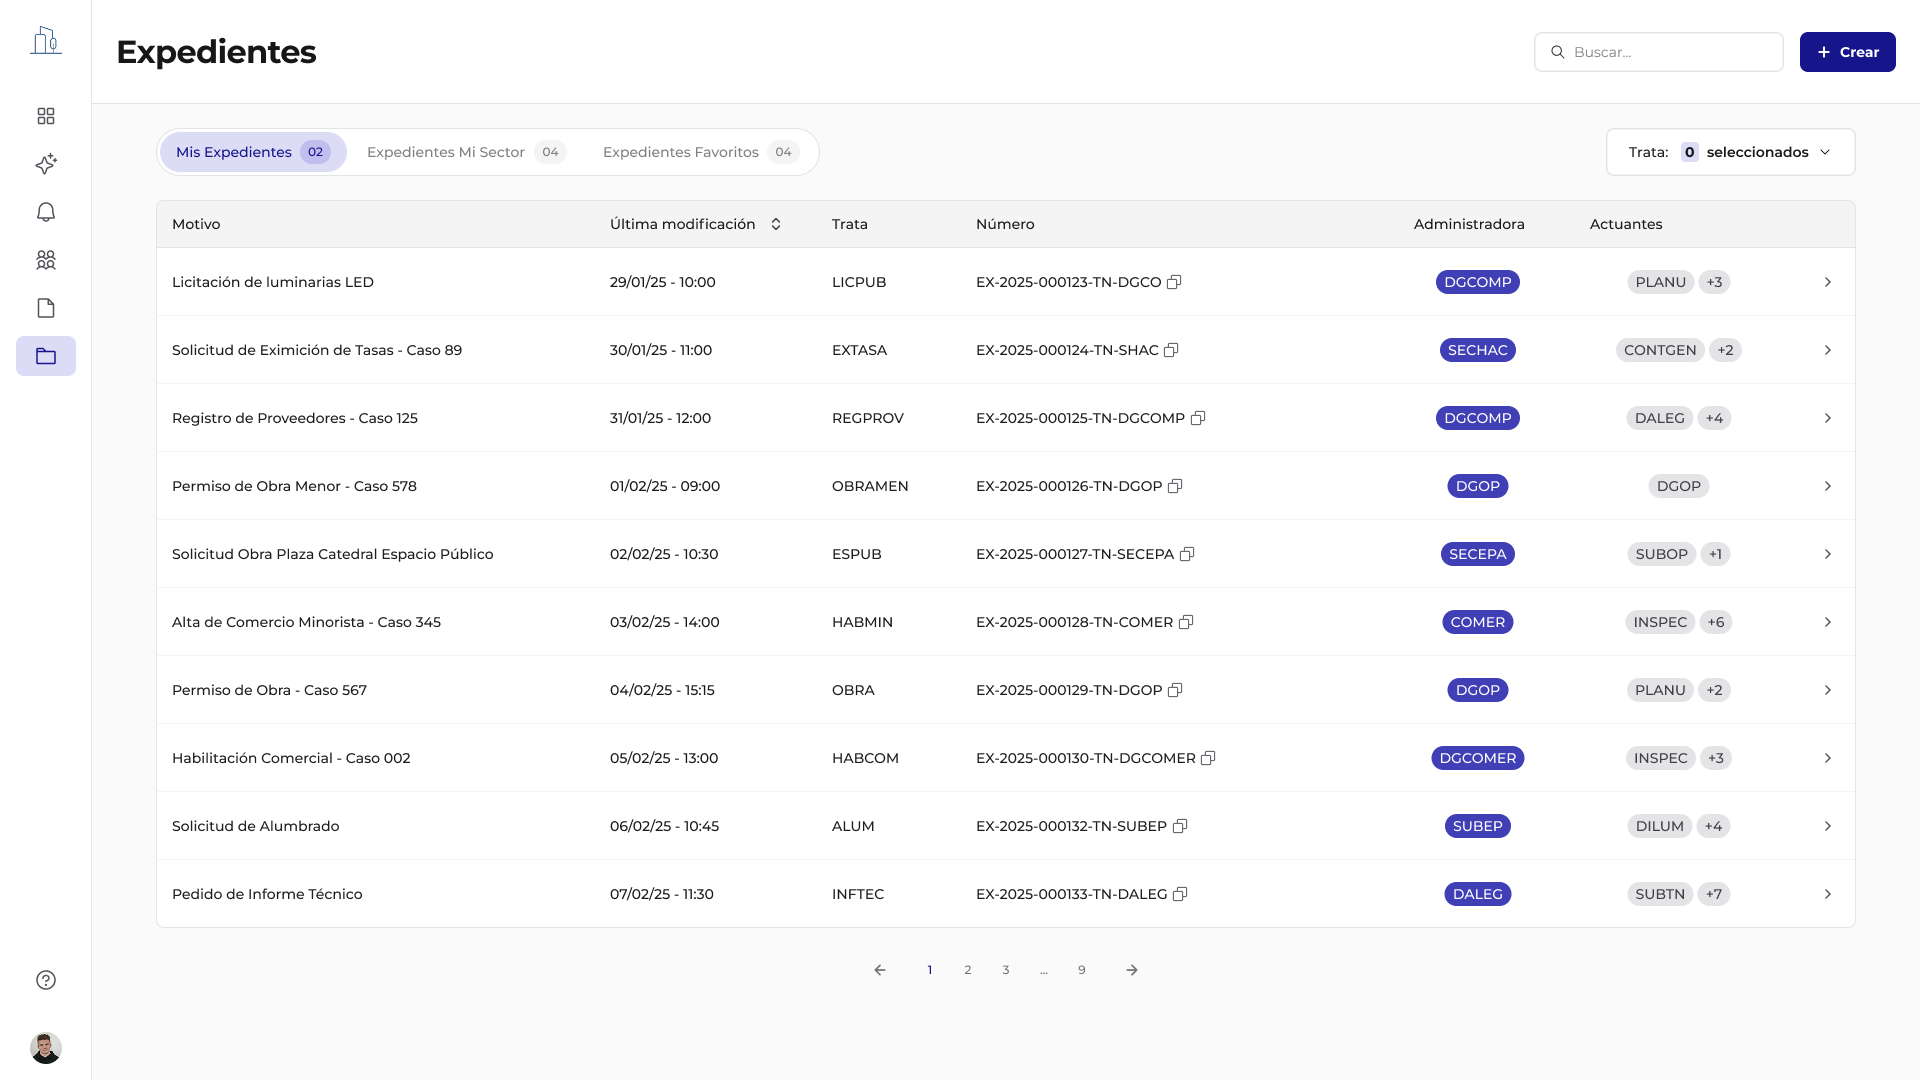 Expedientes
Buscar...
Crear
Mis Expedientes 02
Expedientes Mi Sector 04
Expedientes Favoritos 04
Trata: 0 seleccionados
Motivo Última modificación Trata Número Administradora Actuantes
Licitación de luminarias LED 29/01/25 - 10:00 LICPUB EX-2025-000123-TN-DGCO DGCOMP PLANU +3
Solicitud de Eximición de Tasas - Caso 89 30/01/25 - 11:00 EXTASA EX-2025-000124-TN-SHAC SECHAC CONTGEN +2
Registro de Proveedores - Caso 125 31/01/25 - 12:00 REGPROV EX-2025-000125-TN-DGCOMP DGCOMP DALEG +4
Permiso de Obra Menor - Caso 578 01/02/25 - 09:00 OBRAMEN EX-2025-000126-TN-DGOP DGOP DGOP
Solicitud Obra Plaza Catedral Espacio Público 02/02/25 - 10:30 ESPUB EX-2025-000127-TN-SECEPA SECEPA SUBOP +1
Alta de Comercio Minorista - Caso 345 03/02/25 - 14:00 HABMIN EX-2025-000128-TN-COMER COMER INSPEC +6
Permiso de Obra - Caso 567 04/02/25 - 15:15 OBRA EX-2025-000129-TN-DGOP DGOP PLANU +2
Habilitación Comercial - Caso 002 05/02/25 - 13:00 HABCOM EX-2025-000130-TN-DGCOMER DGCOMER INSPEC +3
Solicitud de Alumbrado 06/02/25 - 10:45 ALUM EX-2025-000132-TN-SUBEP SUBEP DILUM +4
Pedido de Informe Técnico 07/02/25 - 11:30 INFTEC EX-2025-000133-TN-DALEG DALEG SUBTN +7
1 2 3 ... 9